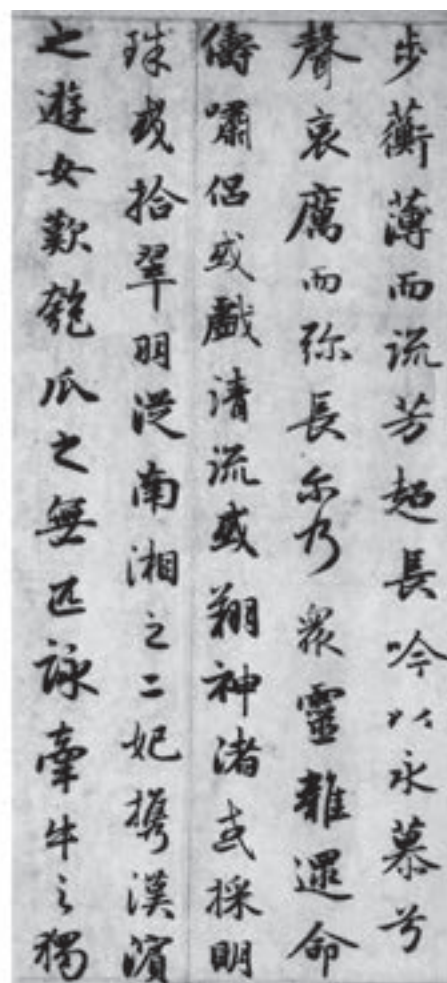 步蘅薄而流芳超長吟以永慕兮
聲哀厲而弥長尓乃衆靈雜遝命
儔嘯侶或戲清流或翔神渚或採明
珠或拾翠羽從南湘之二妃攜漢濱
之遊女歎匏瓜之無匹詠牽牛之獨